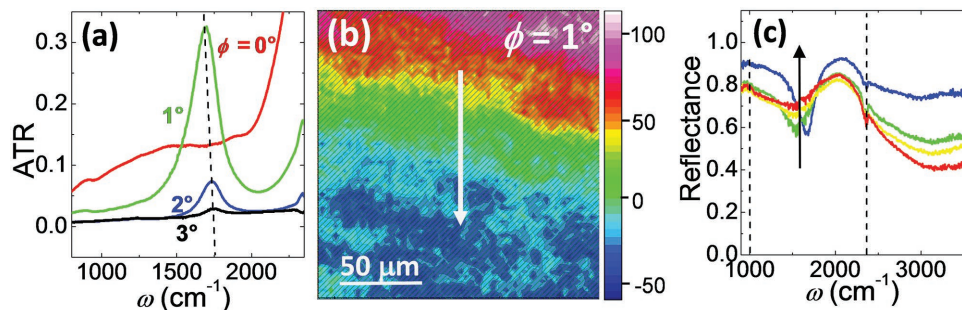 (a)
ϕ = 0°
1°
2°
3°
ATR
0.3
0.2
0.1
0.0
1000 1500 2000
ω (cm⁻¹)
(b)
ϕ = 1°
50 μm
100
50
0
-50
(c)
Reflectance
1.0
0.8
0.6
0.4
0.2
0.0
1000 2000 3000
ω (cm⁻¹)